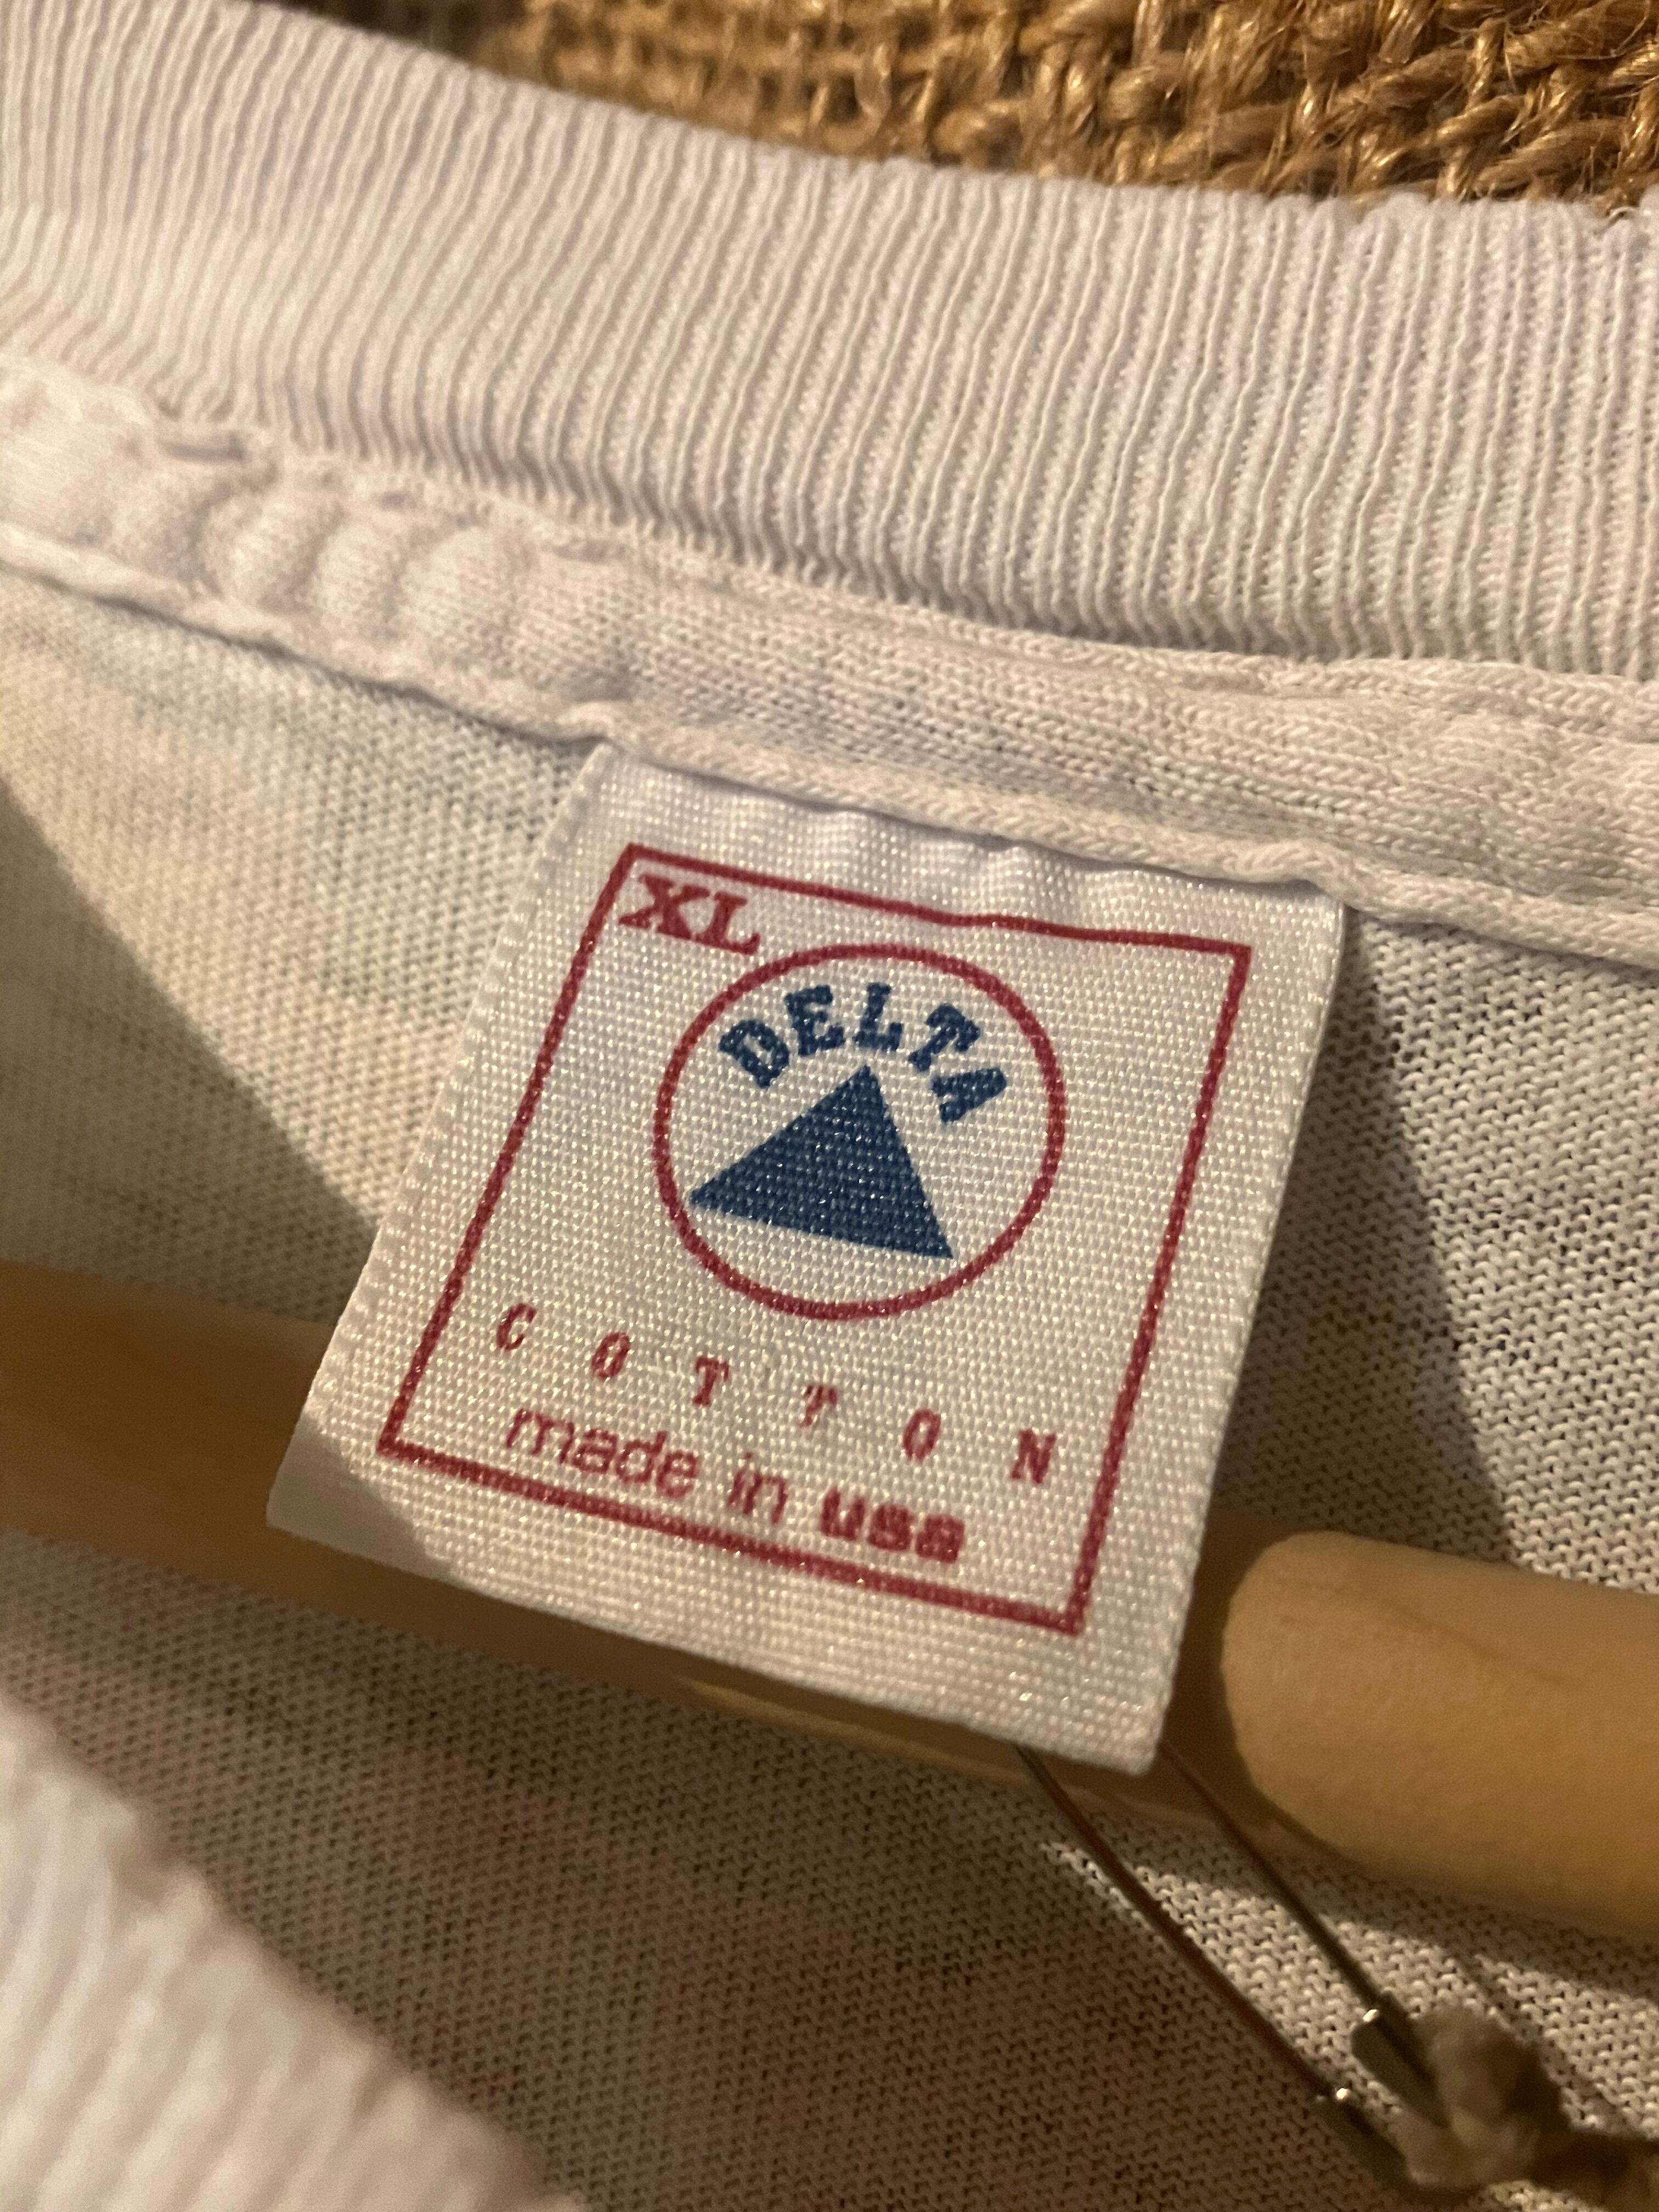 XL
DELTA
COTTON
made in usa